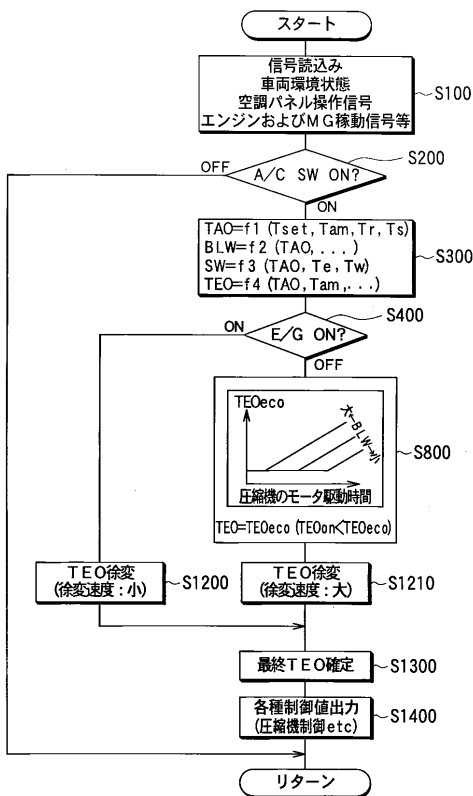 スタート
信号読込み
車両環境状態
空調パネル操作信号
エンジンおよびMG稼動信号等
S100
S200
OFF
A/C SW ON?
ON
TAO=f1 (Tset, Tam, Tr, Ts)
BLW=f2 (TAO, ...)
SW=f3 (TAO, Te, Tw)
TEO=f4 (TAO, Tam, ...)
S300
S400
ON
E/G ON?
OFF
TEOeco
大←BLW→小
圧縮機のモータ駆動時間
S800
TEO=TEOeco (TEOon<TEOeco)
TEO徐変
(徐変速度:小)
S1200
TEO徐変
(徐変速度:大)
S1210
最終TEO確定
S1300
各種制御値出力
(圧縮機制御etc)
S1400
リターン